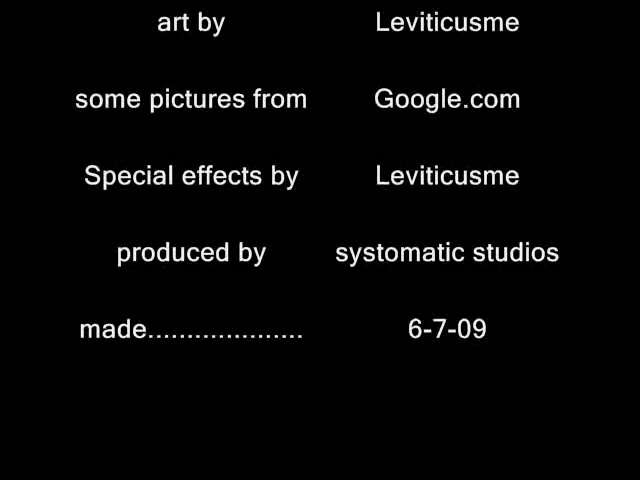 art by Leviticusme
some pictures from Google.com
Special effects by Leviticusme
produced by systomatic studios
made.................... 6-7-09